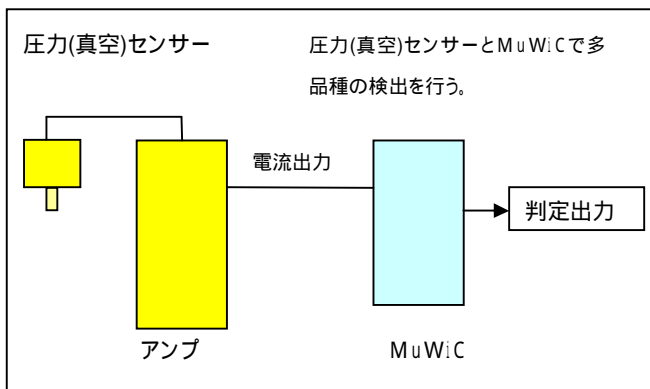 圧力(真空)センサー
圧力(真空)センサーとMuWiCで多
品種の検出を行う。
電流出力
判定出力
アンプ
MuWiC